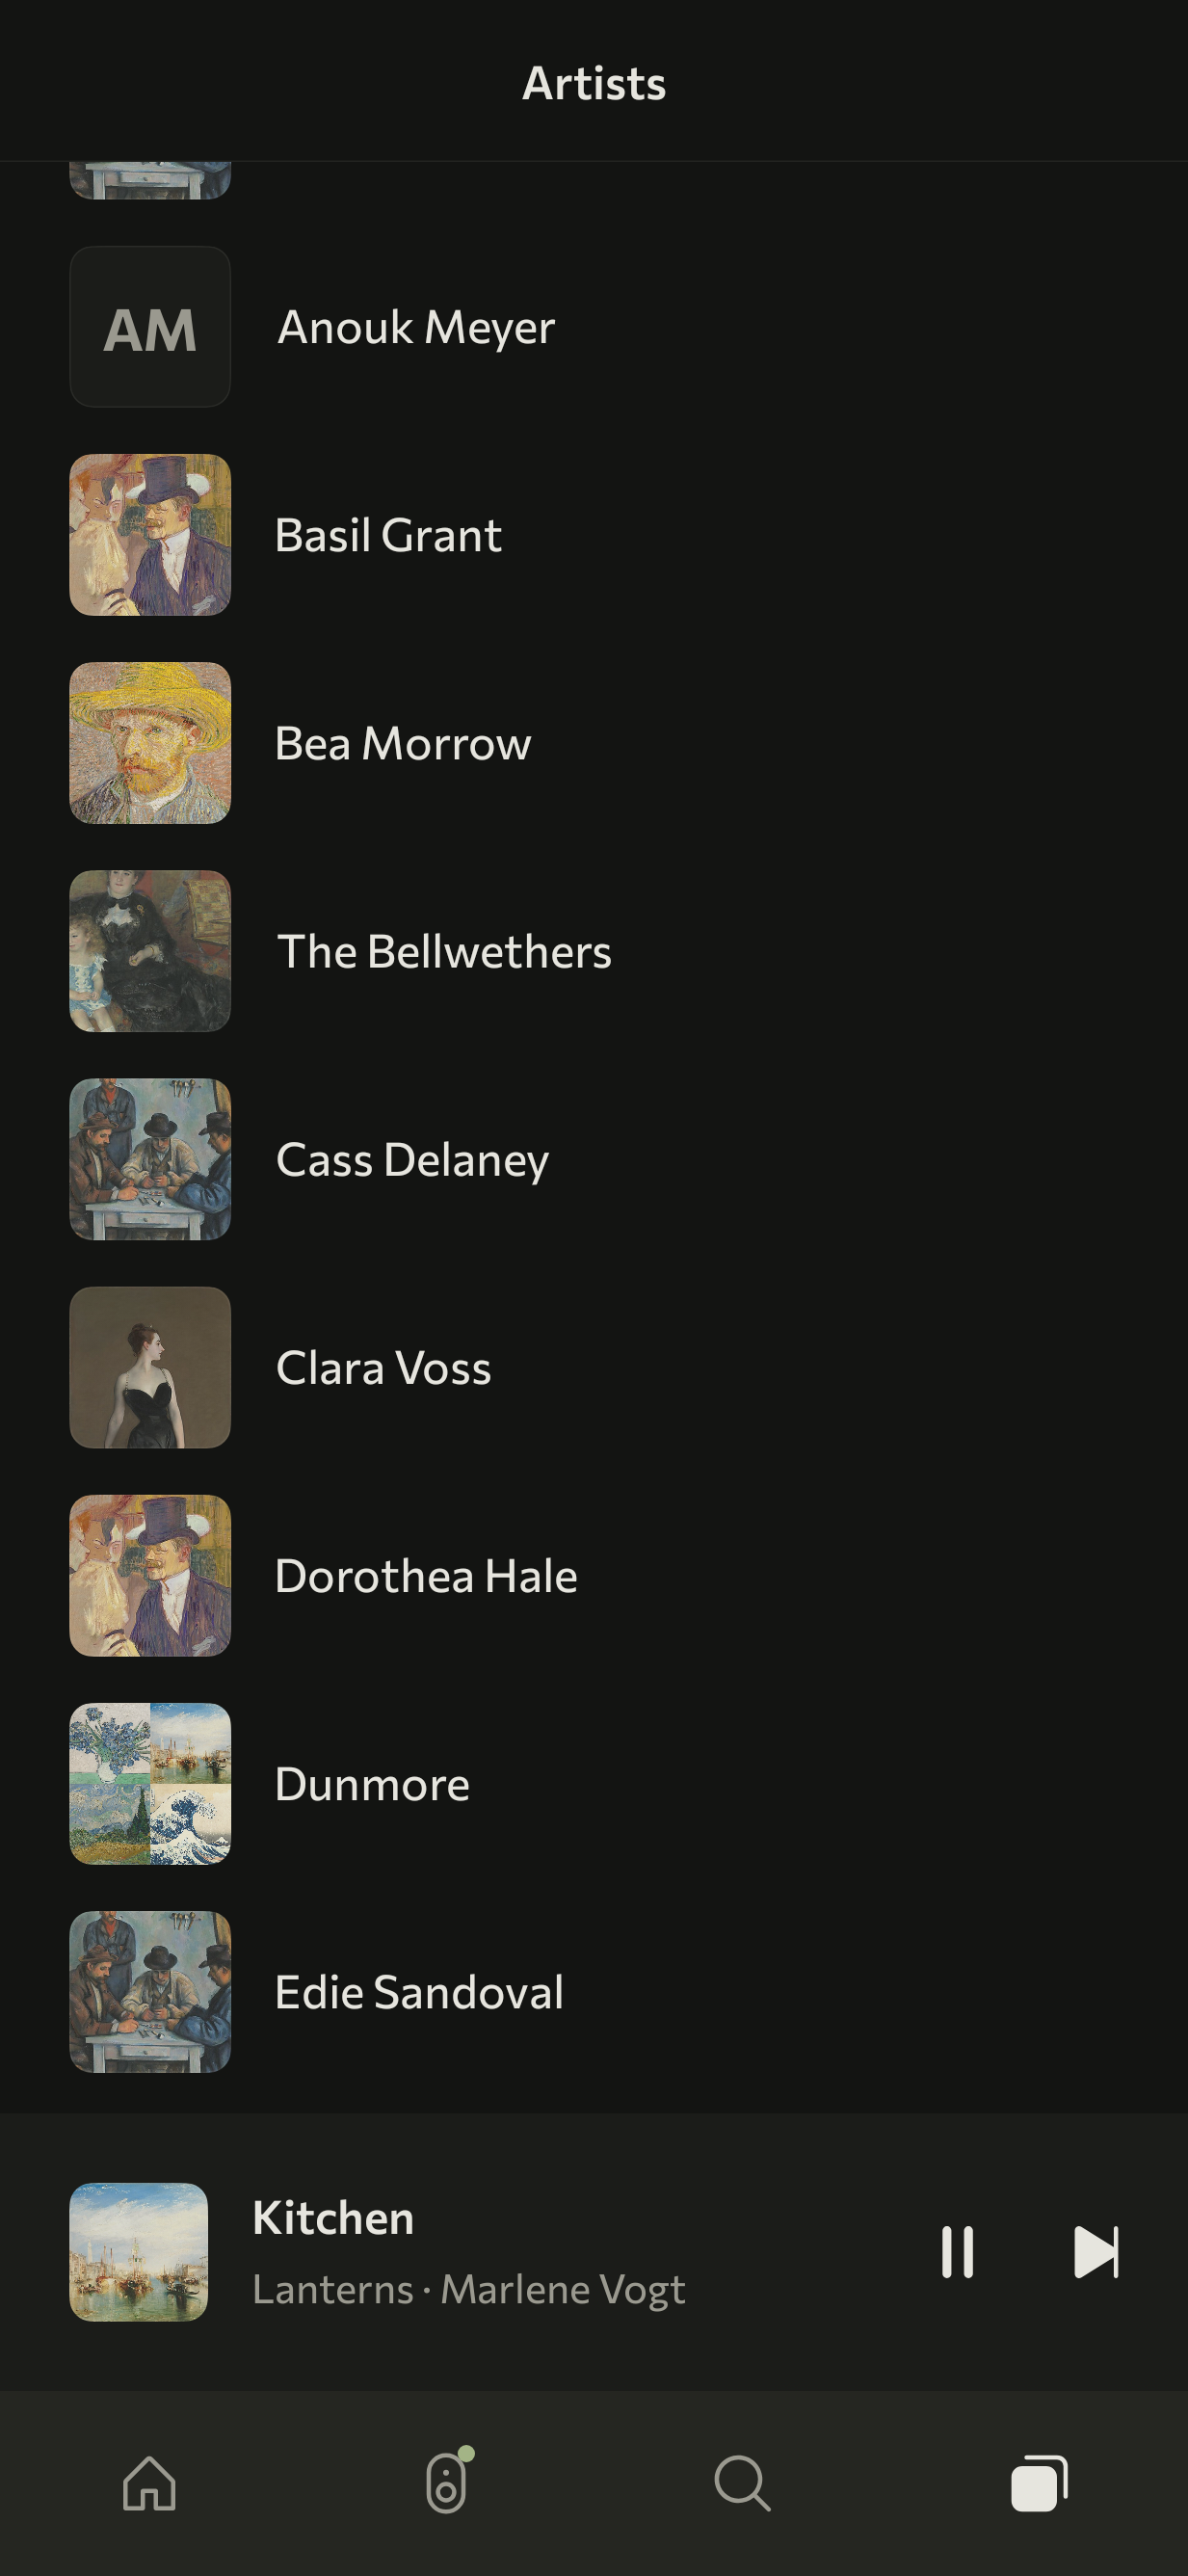 Artists
AM
Anouk Meyer
Basil Grant
Bea Morrow
The Bellwethers
Cass Delaney
Clara Voss
Dorothea Hale
Dunmore
Edie Sandoval
Kitchen
Lanterns · Marlene Vogt